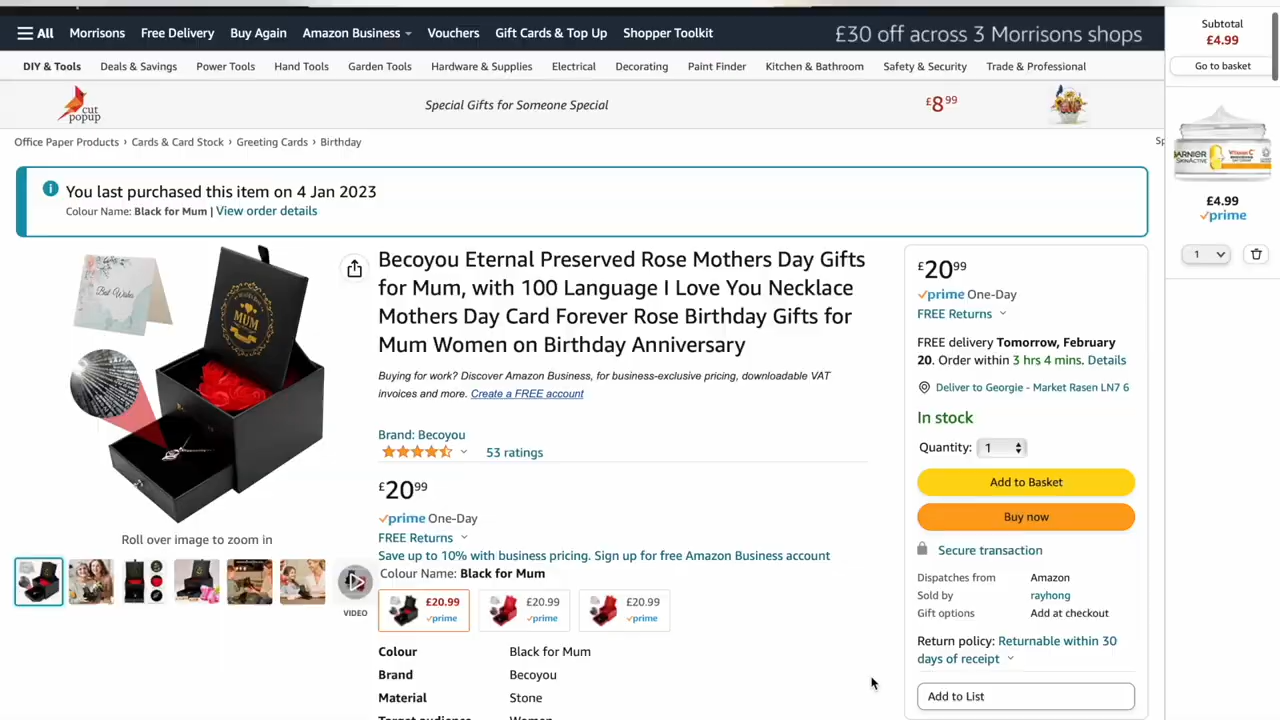 All Morrisons Free Delivery Buy Again Amazon Business Vouchers Gift Cards & Top Up Shopper Toolkit £30 off across 3 Morrisons shops
DIY & Tools Deals & Savings Power Tools Hand Tools Garden Tools Hardware & Supplies Electrical Decorating Paint Finder Kitchen & Bathroom Safety & Security Trade & Professional
cut
popup
Special Gifts for Someone Special
£8 99
Office Paper Products › Cards & Card Stock › Greeting Cards › Birthday
Sp
You last purchased this item on 4 Jan 2023
Colour Name: Black for Mum | View order details
Best Wishes
MUM
Roll over image to zoom in
VIDEO
Becoyou Eternal Preserved Rose Mothers Day Gifts
for Mum, with 100 Language I Love You Necklace
Mothers Day Card Forever Rose Birthday Gifts for
Mum Women on Birthday Anniversary
Buying for work? Discover Amazon Business, for business-exclusive pricing, downloadable VAT
invoices and more. Create a FREE account
Brand: Becoyou
53 ratings
£20 99
prime One-Day
FREE Returns
Save up to 10% with business pricing. Sign up for free Amazon Business account
Colour Name: Black for Mum
£20.99 £20.99 £20.99
prime prime prime
Colour Black for Mum
Brand Becoyou
Material Stone
Target audience Women
£20 99
prime One-Day
FREE Returns
FREE delivery Tomorrow, February
20. Order within 3 hrs 4 mins. Details
Deliver to Georgie - Market Rasen LN7 6
In stock
Quantity: 1
Add to Basket
Buy now
Secure transaction
Dispatches from Amazon
Sold by rayhong
Gift options Add at checkout
Return policy: Returnable within 30
days of receipt
Add to List
Subtotal
£4.99
Go to basket
GARNIER
SKINACTIVE
VITAMIN C
£4.99
prime
1